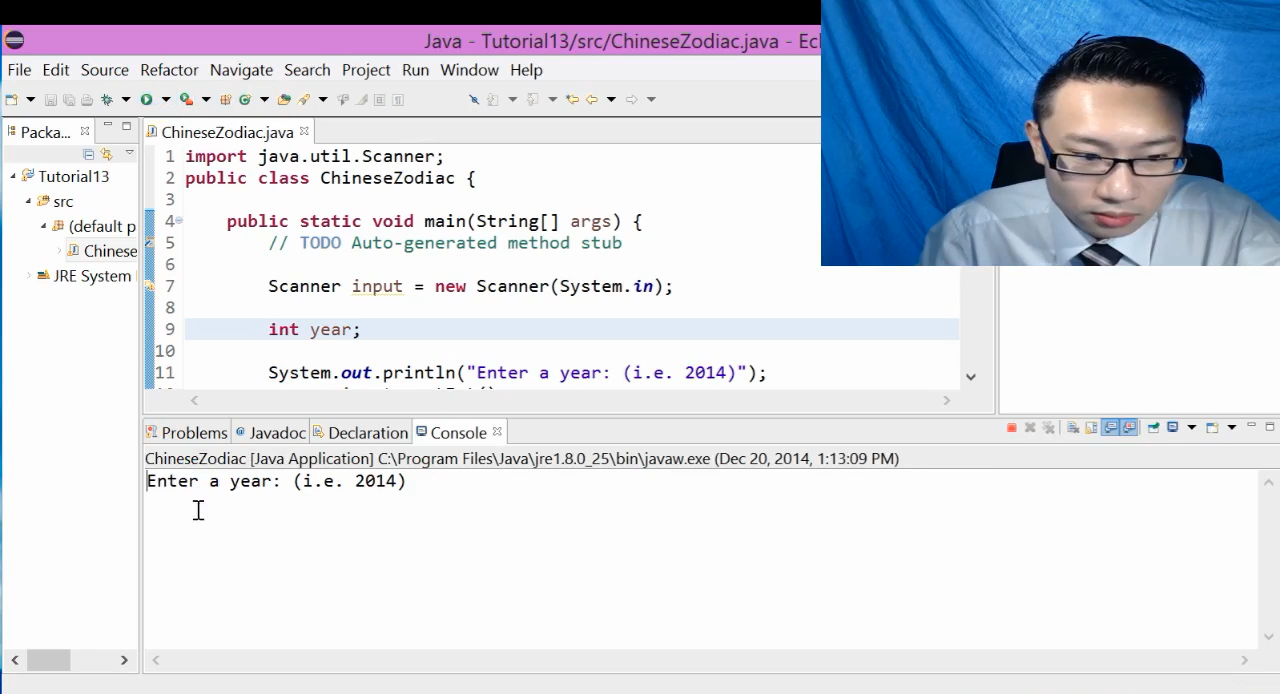 Java - Tutorial13/src/ChineseZodiac.java - Ecl
File Edit Source Refactor Navigate Search Run Window Help
Packa...
ChineseZodiac.java
Tutorial13
src
(default p
Chinese
JRE System
1 import java.util.Scanner;
2 public class ChineseZodiac {
3
4 public static void main(String[] args) {
5 // TODO Auto-generated method stub
6
7 Scanner input = new Scanner(System.in);
8
9 int year;
10
11 System.out.println("Enter a year: (i.e. 2014)");
Problems Javadoc Declaration Console
ChineseZodiac [Java Application] C:\Program Files\Java\jre1.8.0_25\bin\javaw.exe (Dec 20, 2014, 1:13:09 PM)
Enter a year: (i.e. 2014)